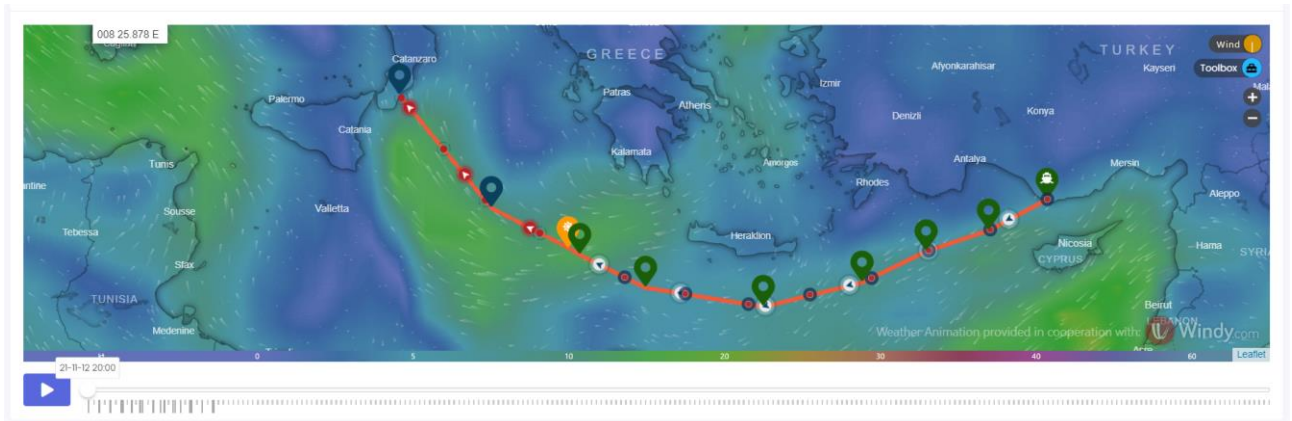 008 25.878 E
Catanzaro
GREECE
TURKEY
Wind
Afyonkarahisar
Kayseri
Toolbox
Izmir
Palermo
Patras
Athens
+
Denizli
Konya
−
Catania
Kalamata
Tunis
Amorgos
Antalya
Mersin
Rhodes
Aleppo
Sousse
Valletta
Tebessa
Heraklion
Nicosia
Hama
CYPRUS
Sfax
TUNISIA
Beirut
Medenine
Weather Animation provided in cooperation with:
Windy.com
0 5 10 20 30 40 60
Leaflet
21-11-12 20:00